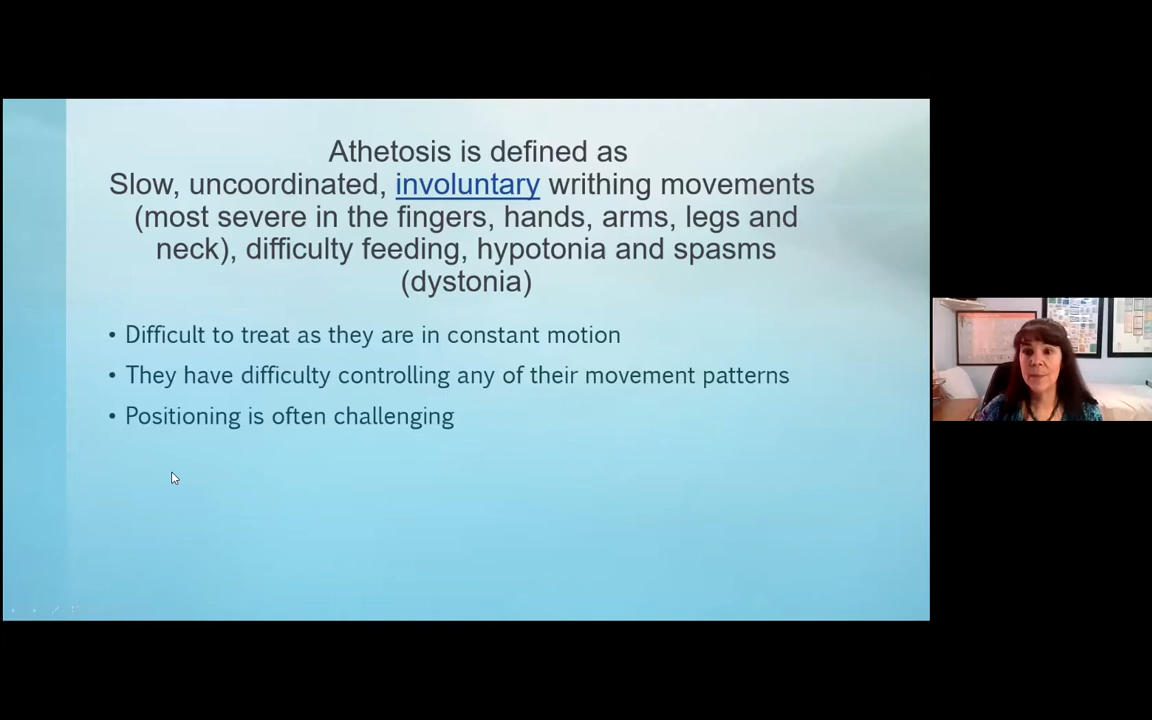 Athetosis is defined as
Slow, uncoordinated, involuntary writhing movements
(most severe in the fingers, hands, arms, legs and
neck), difficulty feeding, hypotonia and spasms
(dystonia)
• Difficult to treat as they are in constant motion
• They have difficulty controlling any of their movement patterns
• Positioning is often challenging